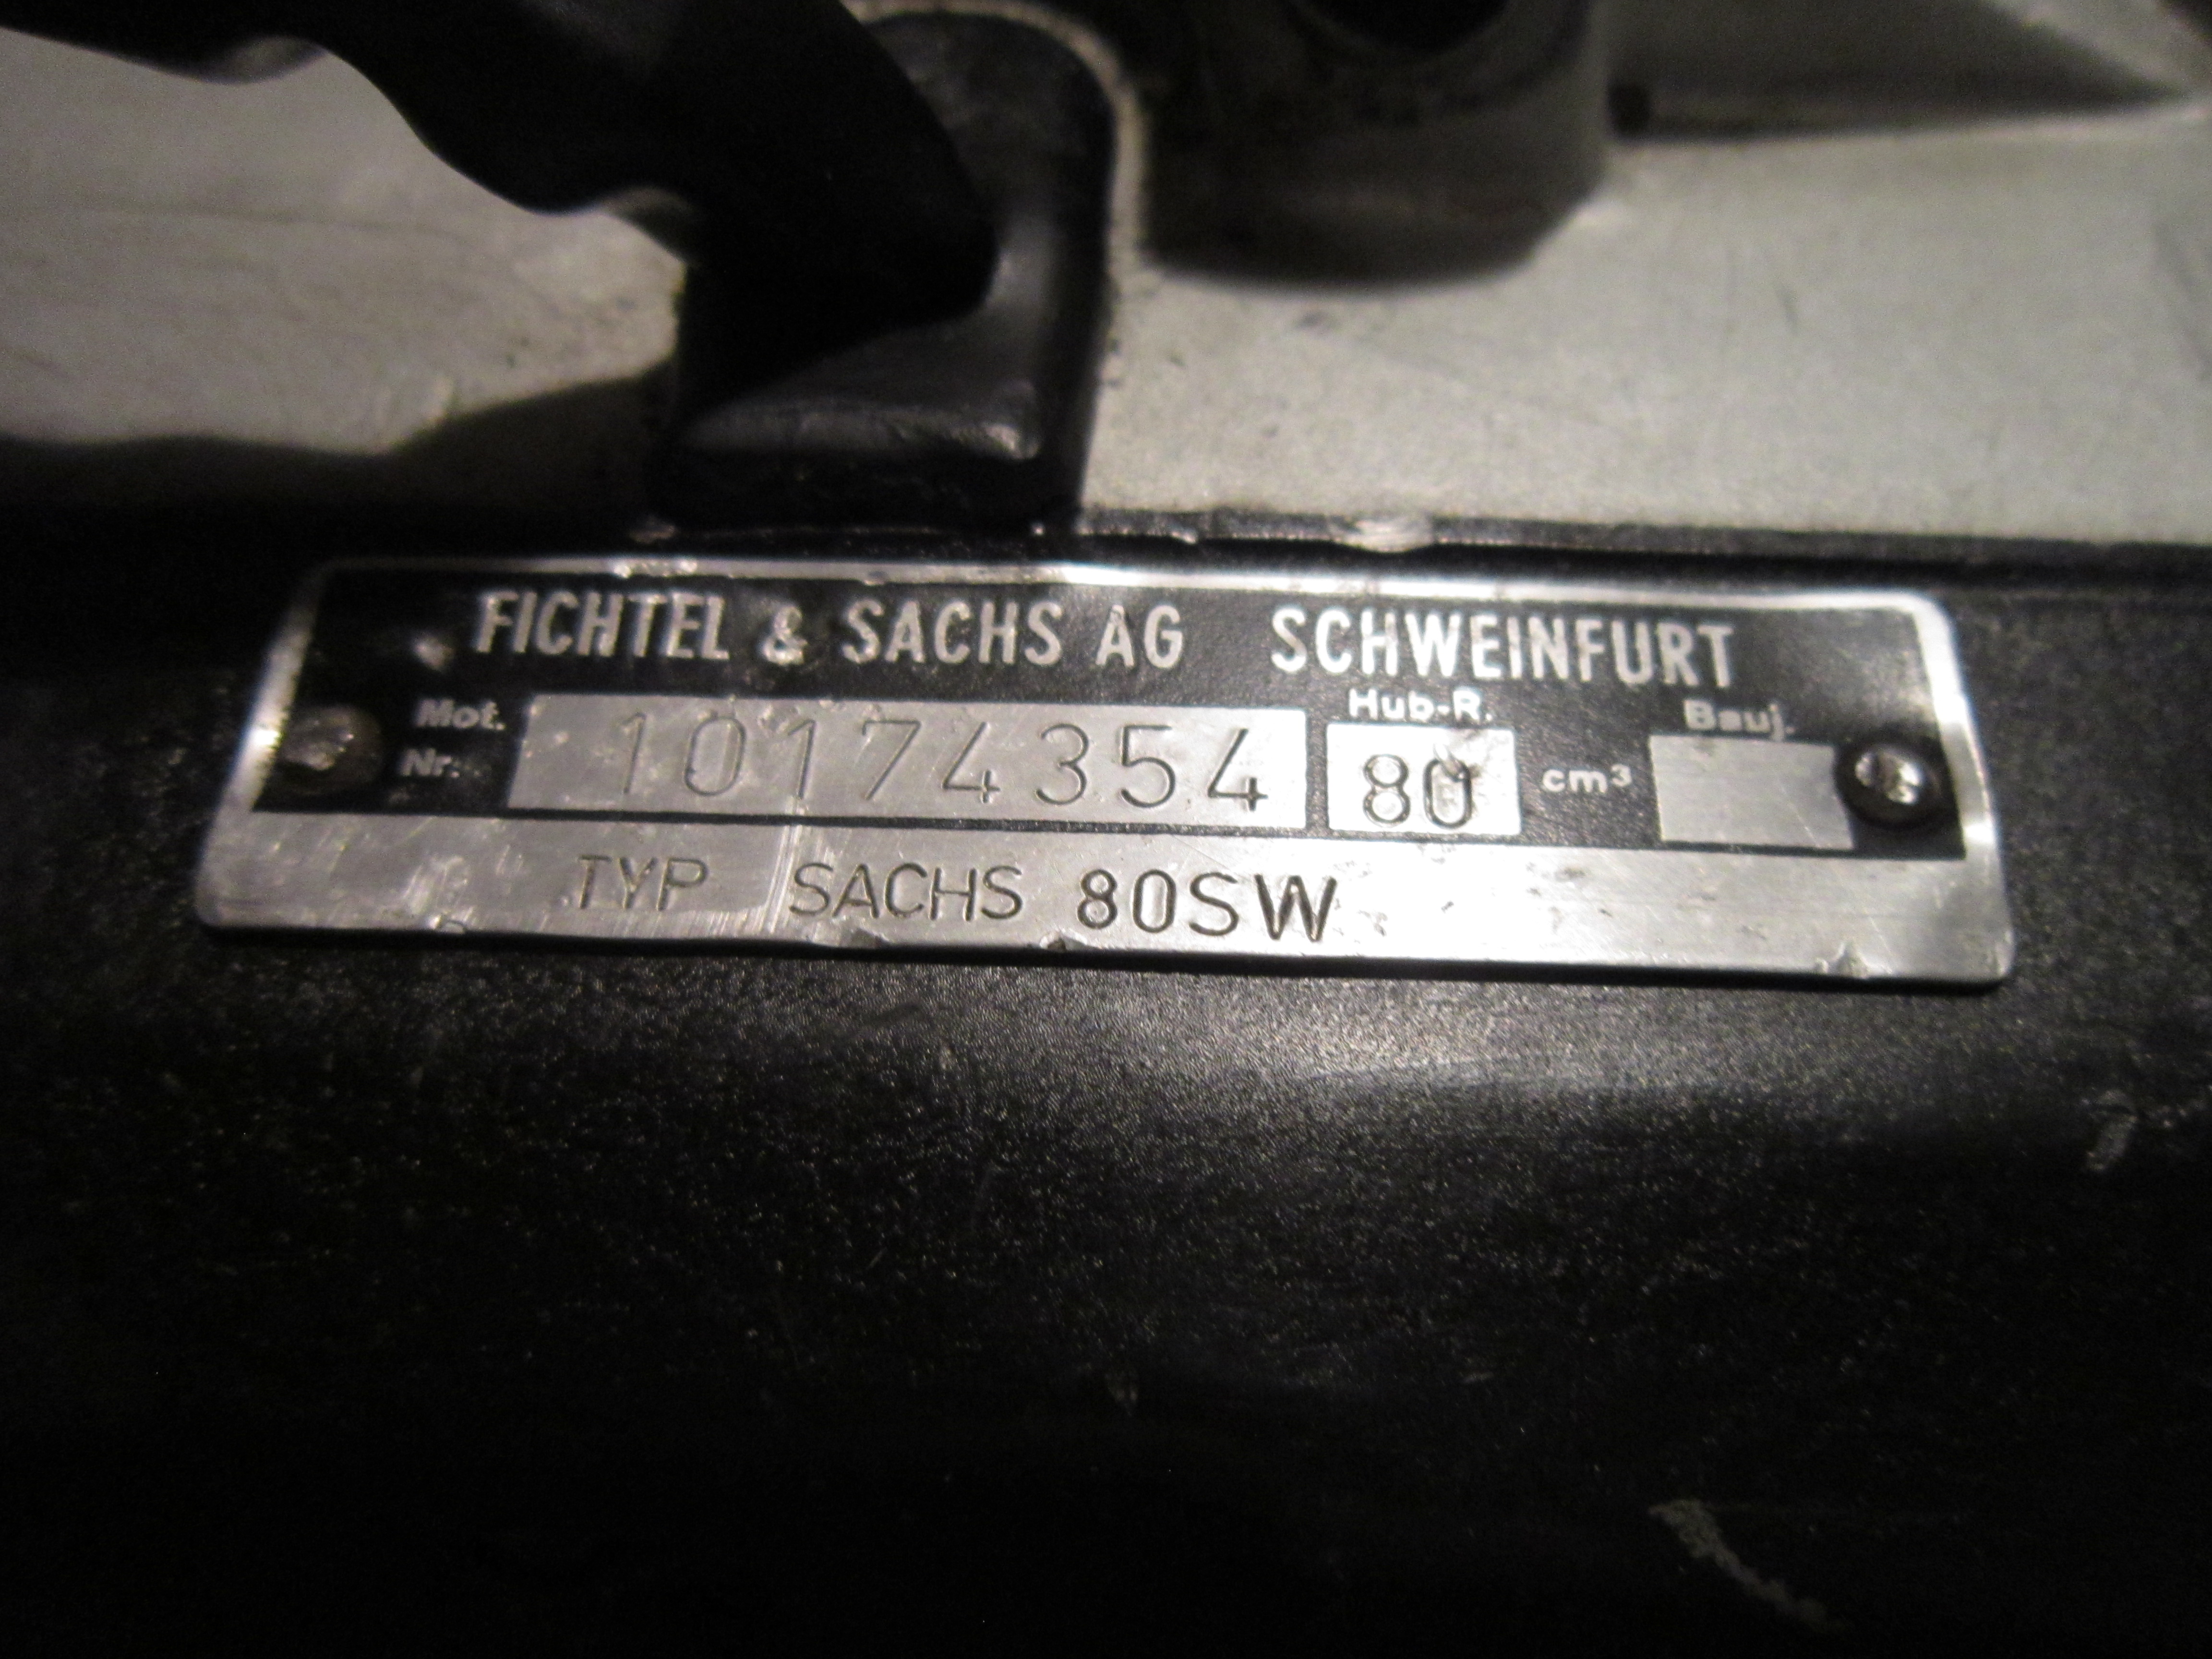 FICHTEL & SACHS AG SCHWEINFURT
Mot. Nr. 10174354 Hub-R. 80 cm³ Bauj.
TYP SACHS 80SW